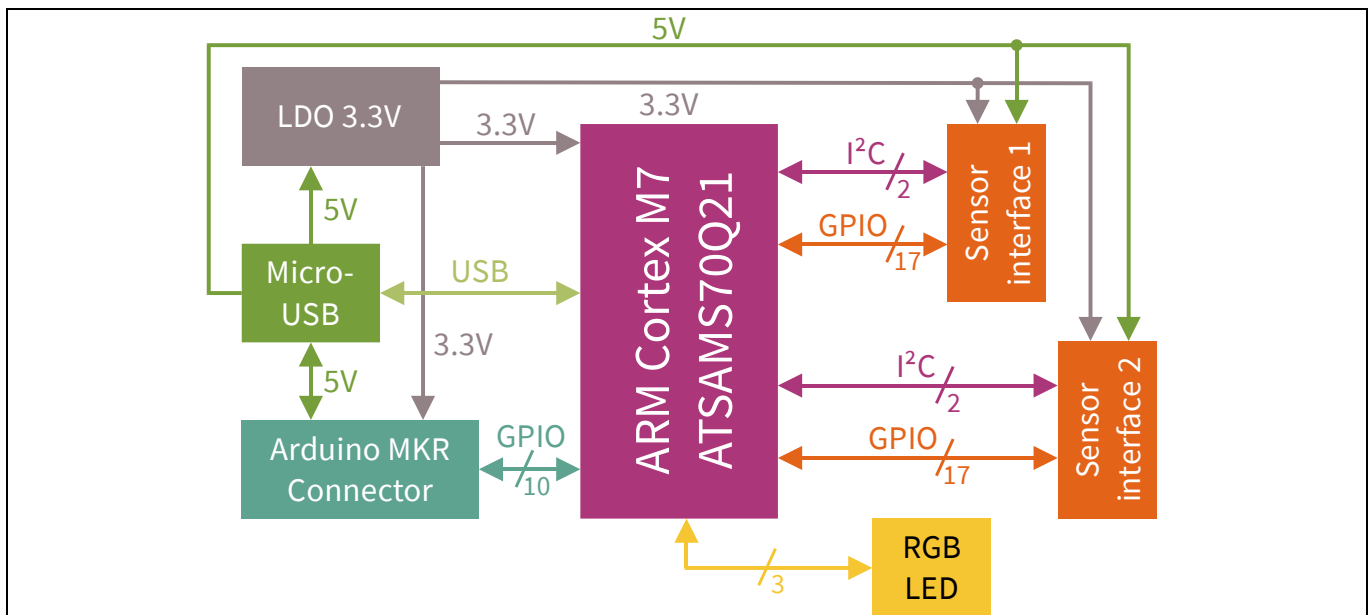 5V
LDO 3.3V
3.3V
3.3V
5V
Micro-
USB
USB
3.3V
5V
Arduino MKR
Connector
GPIO
10
ARM Cortex M7
ATSAMS70Q21
I²C
2
GPIO
17
Sensor
interface 1
I²C
2
GPIO
17
Sensor
interface 2
3
RGB
LED